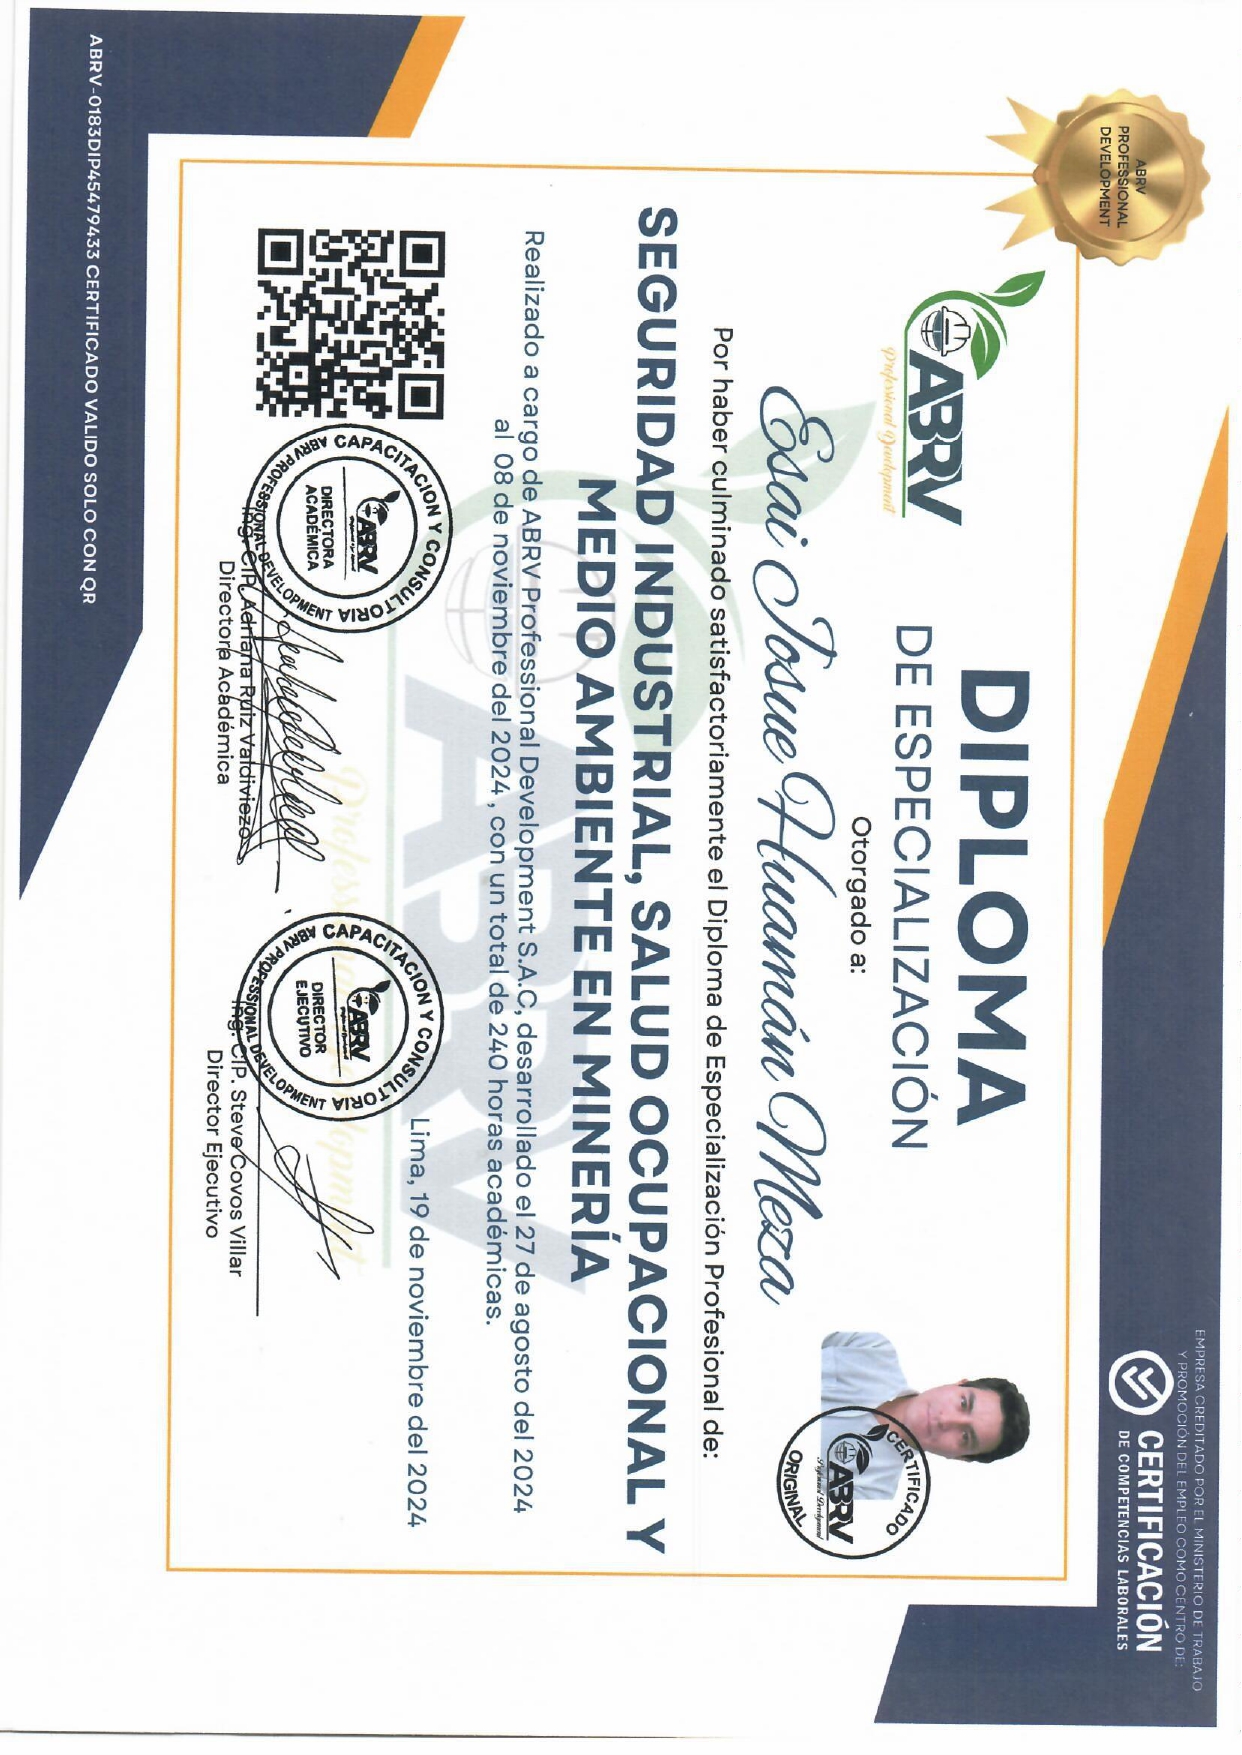 EMPRESA CREDITADO POR EL MINISTERIO DE TRABAJO
Y PROMOCIÓN DEL EMPLEO COMO CENTRO DE:
CERTIFICACIÓN
DE COMPETENCIAS LABORALES
ABRV
PROFESSIONAL
DEVELOPMENT
ABRV
Professional Development
DIPLOMA
DE ESPECIALIZACIÓN
Otorgado a:
CERTIFICADO
ABRV
Professional Development
ORIGINAL
Esai Josue Huamán Meza
Por haber culminado satisfactoriamente el Diploma de Especialización Profesional de:
SEGURIDAD INDUSTRIAL, SALUD OCUPACIONAL Y
MEDIO AMBIENTE EN MINERÍA
ABRV
Professional Development
Realizado a cargo de ABRV Professional Development S.A.C, desarrollado el 27 de agosto del 2024
al 08 de noviembre del 2024, con un total de 240 horas académicas.
Lima, 19 de noviembre del 2024
CAPACITACION Y CONSULTORIA
ABRV
DIRECTORA
ACADÉMICA
ABRV PROFESSIONAL DEVELOPMENT
Ing. CIP. Adriana Ruiz Valdiviezo
Directora Académica
CAPACITACION Y CONSULTORIA
ABRV
DIRECTOR
EJECUTIVO
ABRV PROFESSIONAL DEVELOPMENT
Ing. CIP. Steve Covos Villar
Director Ejecutivo
ABRV-0183DIP45479433 CERTIFICADO VALIDO SOLO CON QR